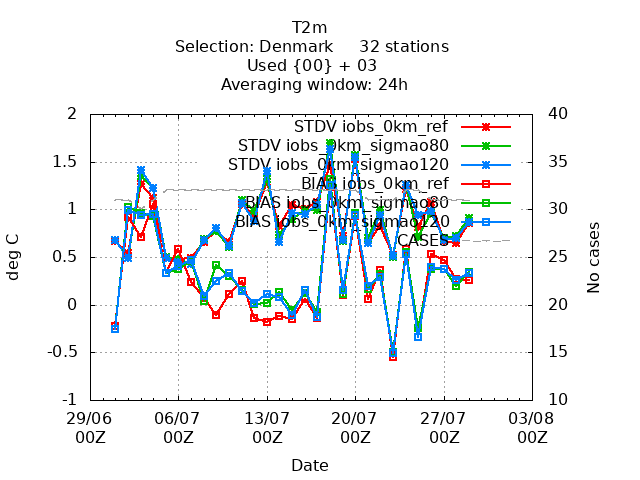 T2m
Selection: Denmark 32 stations
Used {00} + 03
Averaging window: 24h
STDV iobs_0km_ref
STDV iobs_0km_sigmao80
STDV iobs_0km_sigmao120
BIAS iobs_0km_ref
BIAS iobs_0km_sigmao80
BIAS iobs_0km_sigmao120
CASES
deg C
2
1.5
1
0.5
0
-0.5
-1
No cases
40
35
30
25
20
15
10
29/06 06/07 13/07 20/07 27/07 03/08
00Z 00Z 00Z 00Z 00Z 00Z
Date